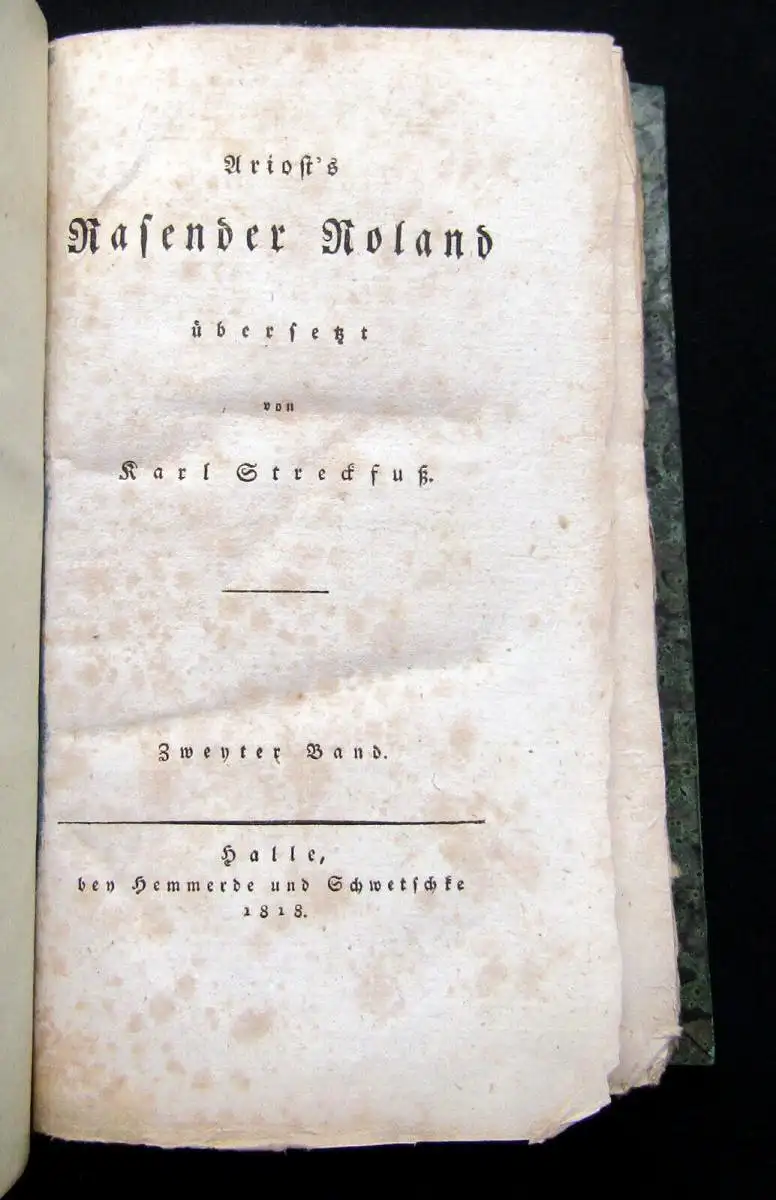 Ariost's
Rasender Roland
übersetzt
von
Karl Streckfuß.
Zweyter Band.
Halle,
bey Hemmerde und Schwetschke
1818.